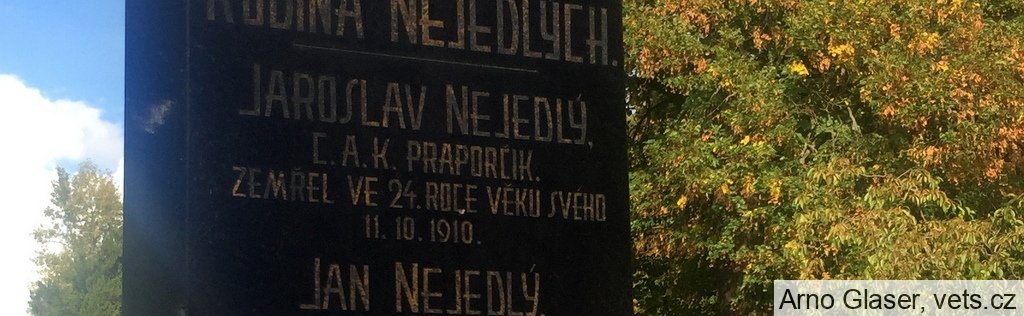 RODINA NEJEDLÝCH.
JAROSLAV NEJEDLÝ,
C. A K. PRAPORČIK.
ZEMŘEL VE 24. ROCE VĚKU SVÉHO
11. 10. 1910.
JAN NEJEDLÝ,
Arno Glaser, vets.cz